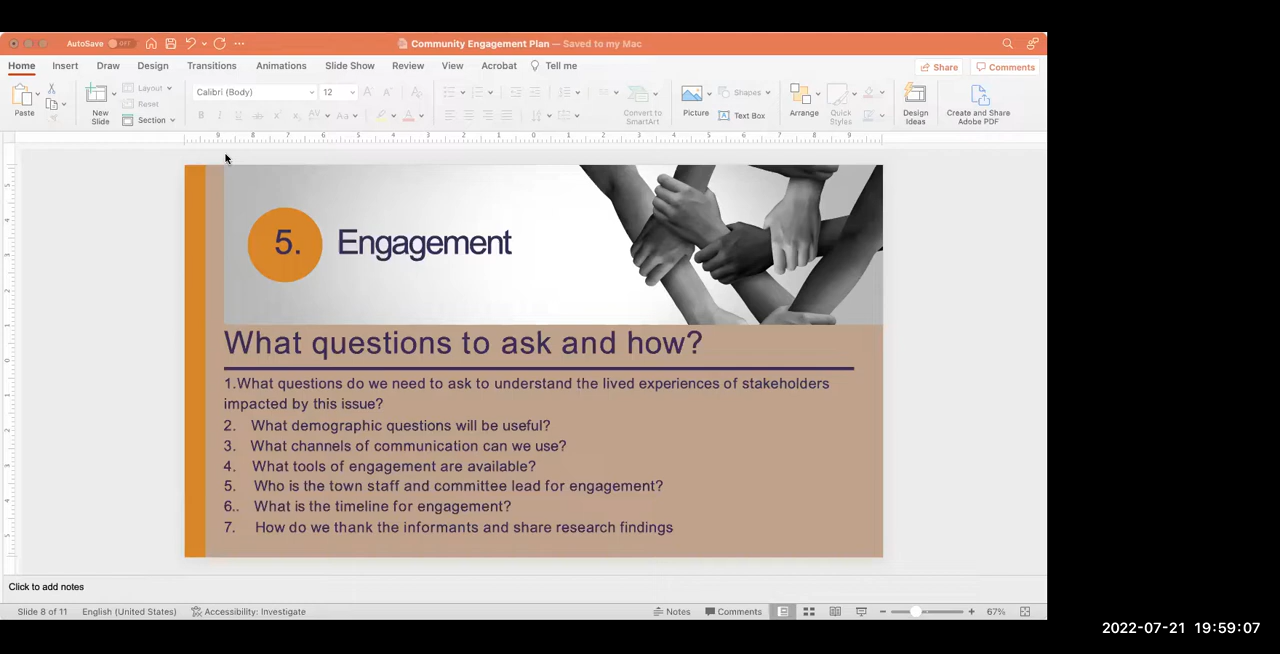 AutoSave OFF
Community Engagement Plan — Saved to my Mac
Home Insert Draw Design Transitions Animations Slide Show Review View Acrobat Tell me Share Comments
Paste New Slide Layout Reset Section Calibri (Body) 12 Convert to SmartArt Picture Shapes Text Box Arrange Quick Styles Design Ideas Create and Share Adobe PDF
5. Engagement
What questions to ask and how?
1.What questions do we need to ask to understand the lived experiences of stakeholders
impacted by this issue?
2. What demographic questions will be useful?
3. What channels of communication can we use?
4. What tools of engagement are available?
5. Who is the town staff and committee lead for engagement?
6.. What is the timeline for engagement?
7. How do we thank the informants and share research findings
Click to add notes
Slide 8 of 11 English (United States) Accessibility: Investigate Notes Comments 67%
2022-07-21 19:59:07